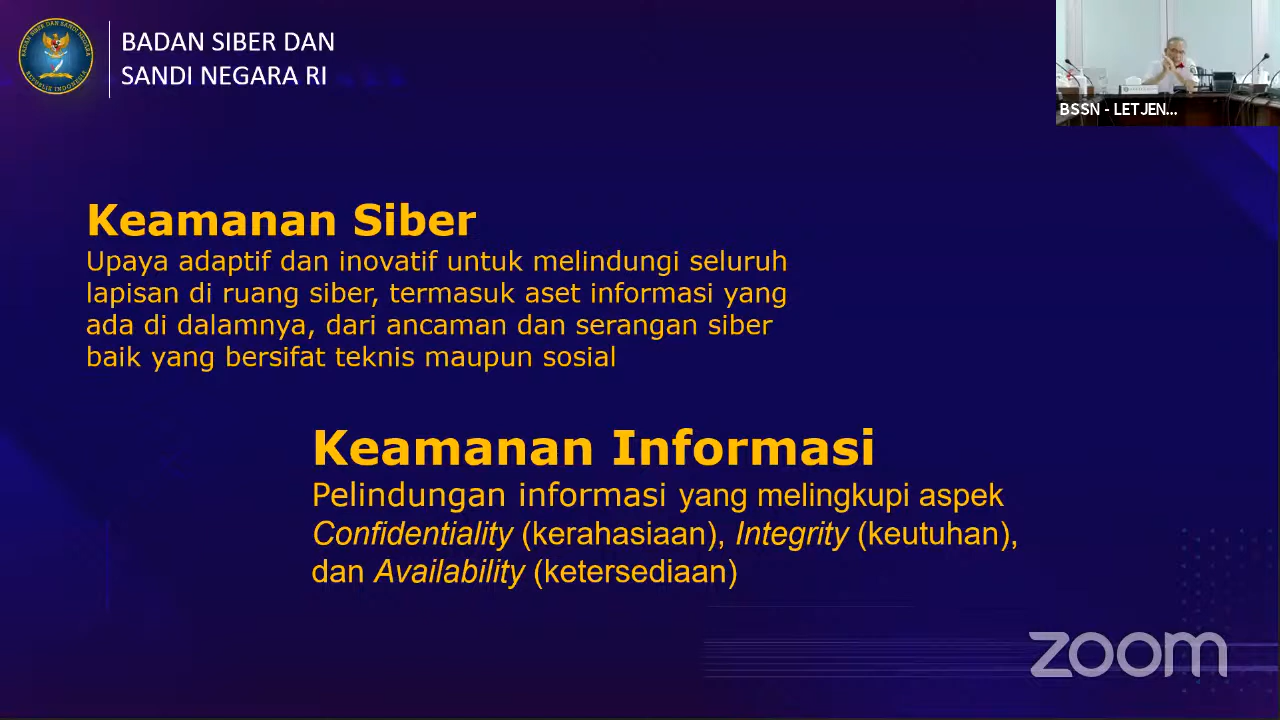 BADAN SIBER DAN
SANDI NEGARA RI
BSSN - LETJEN...
Keamanan Siber
Upaya adaptif dan inovatif untuk melindungi seluruh
lapisan di ruang siber, termasuk aset informasi yang
ada di dalamnya, dari ancaman dan serangan siber
baik yang bersifat teknis maupun sosial
Keamanan Informasi
Pelindungan informasi yang melingkupi aspek
Confidentiality (kerahasiaan), Integrity (keutuhan),
dan Availability (ketersediaan)
zoom